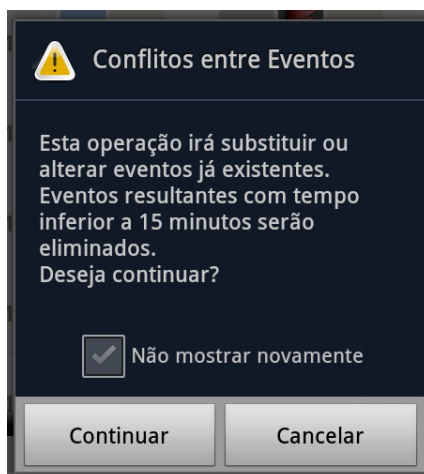 Conflitos entre Eventos
Esta operação irá substituir ou
alterar eventos já existentes.
Eventos resultantes com tempo
inferior a 15 minutos serão
eliminados.
Deseja continuar?
Não mostrar novamente
Continuar
Cancelar